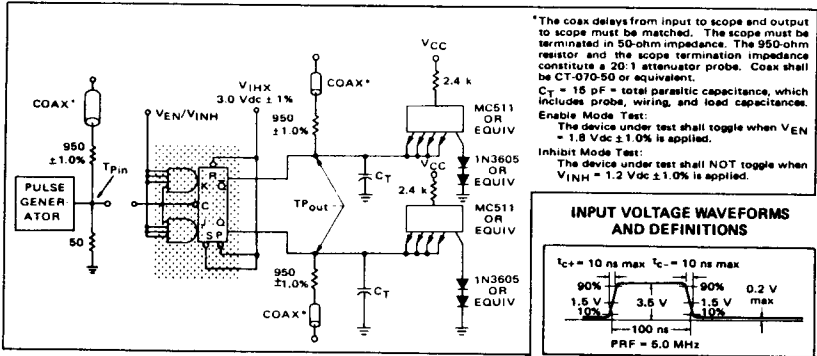 COAX*
950
±1.0%
TPin
PULSE
GENER-
ATOR
50
VEN/VINH
VIHX
3.0 Vdc ± 1%
R
K
Q
C
J
Q
S P
COAX*
950
±1.0%
TPout
950
±1.0%
COAX*
CT
CT
VCC
2.4 k
MC511
OR
EQUIV
1N3605
OR
EQUIV
VCC
2.4 k
MC511
OR
EQUIV
1N3605
OR
EQUIV
*The coax delays from input to scope and output
to scope must be matched. The scope must be
terminated in 50-ohm impedance. The 950-ohm
resistor and the scope termination impedance
constitute a 20:1 attenuator probe. Coax shall
be CT-070-50 or equivalent.
CT = 15 pF = total parasitic capacitance, which
includes probe, wiring, and load capacitances.
Enable Mode Test:
The device under test shall toggle when VEN
= 1.8 Vdc ±1.0% is applied.
Inhibit Mode Test:
The device under test shall NOT toggle when
VINH = 1.2 Vdc ±1.0% is applied.
INPUT VOLTAGE WAVEFORMS
AND DEFINITIONS
tc+ = 10 ns max tc- = 10 ns max
90% 90%
1.5 V 3.5 V 1.5 V
10% 10%
0.2 V
max
100 ns
PRF = 5.0 MHz